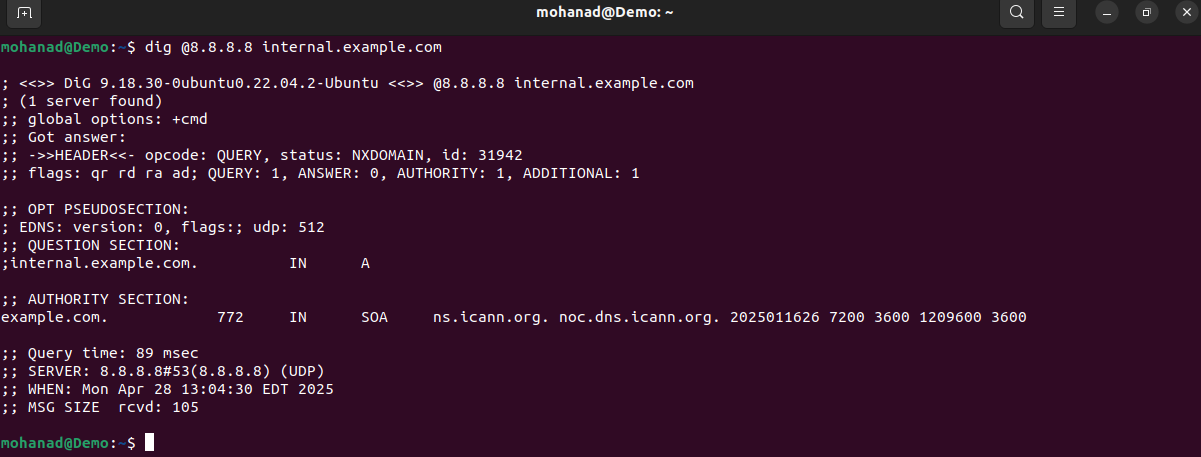 mohanad@Demo: ~
mohanad@Demo:~$ dig @8.8.8.8 internal.example.com
; <<>> DiG 9.18.30-0ubuntu0.22.04.2-Ubuntu <<>> @8.8.8.8 internal.example.com
; (1 server found)
;; global options: +cmd
;; Got answer:
;; ->>HEADER<<- opcode: QUERY, status: NXDOMAIN, id: 31942
;; flags: qr rd ra ad; QUERY: 1, ANSWER: 0, AUTHORITY: 1, ADDITIONAL: 1
;; OPT PSEUDOSECTION:
; EDNS: version: 0, flags:; udp: 512
;; QUESTION SECTION:
;internal.example.com. IN A
;; AUTHORITY SECTION:
example.com. 772 IN SOA ns.icann.org. noc.dns.icann.org. 2025011626 7200 3600 1209600 3600
;; Query time: 89 msec
;; SERVER: 8.8.8.8#53(8.8.8.8) (UDP)
;; WHEN: Mon Apr 28 13:04:30 EDT 2025
;; MSG SIZE rcvd: 105
mohanad@Demo:~$